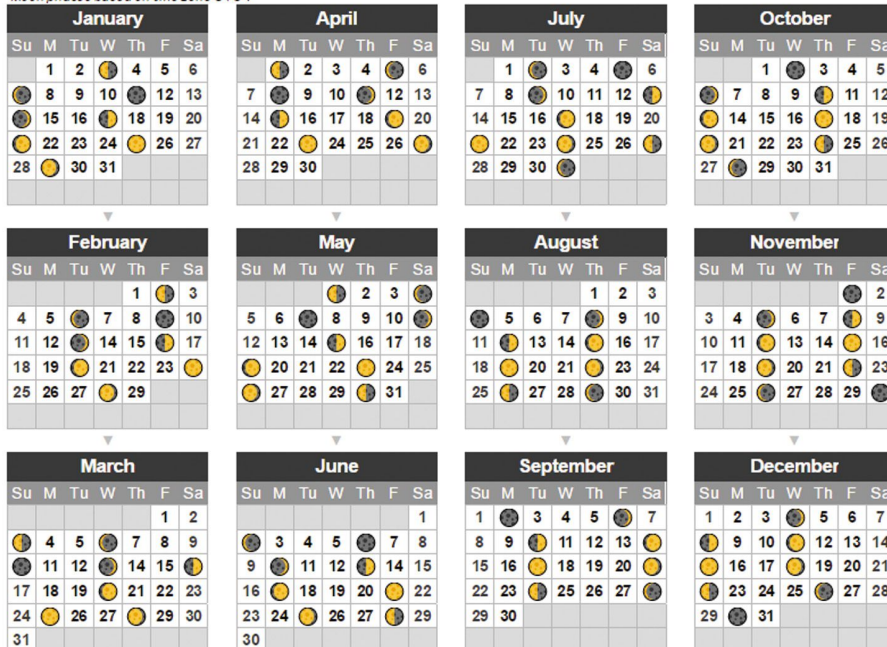 January
Su M Tu W Th F Sa
1 2 4 5 6
8 9 10 12 13
15 16 18 19 20
22 23 24 26 27
28 30 31
April
Su M Tu W Th F Sa
2 3 4 6
7 9 10 12 13
14 16 17 18 20
21 22 24 25 26
28 29 30
July
Su M Tu W Th F Sa
1 3 4 6
7 8 10 11 12
14 15 16 18 19 20
22 23 25 26
28 29 30
October
Su M Tu W Th F Sa
1 3 4 5
7 8 9 11 12
14 15 16 18 19
21 22 23 25 26
27 29 30 31
February
Su M Tu W Th F Sa
1 3
4 5 7 8 10
11 12 14 15 17
18 19 21 22 23
25 26 27 29
May
Su M Tu W Th F Sa
2 3
5 6 8 9 10
12 13 14 16 17 18
20 21 22 24 25
27 28 29 31
August
Su M Tu W Th F Sa
1 2 3
5 6 7 9 10
11 13 14 16 17
18 20 21 23 24
25 27 28 30 31
November
Su M Tu W Th F Sa
2
3 4 6 7 9
10 11 13 14 16
17 18 20 21 23
24 25 27 28 29
March
Su M Tu W Th F Sa
1 2
4 5 7 8 9
11 12 14 15
17 18 19 21 22 23
24 26 27 29 30
31
June
Su M Tu W Th F Sa
1
3 4 5 7 8
9 11 12 14 15
16 18 19 20 22
23 24 26 27 29
30
September
Su M Tu W Th F Sa
1 3 4 5 7
8 9 11 12 13
15 16 18 19 20
22 23 25 26 27
29 30
December
Su M Tu W Th F Sa
1 2 3 5 6 7
9 10 12 13 14
16 17 19 20 21
23 24 25 27 28
29 31